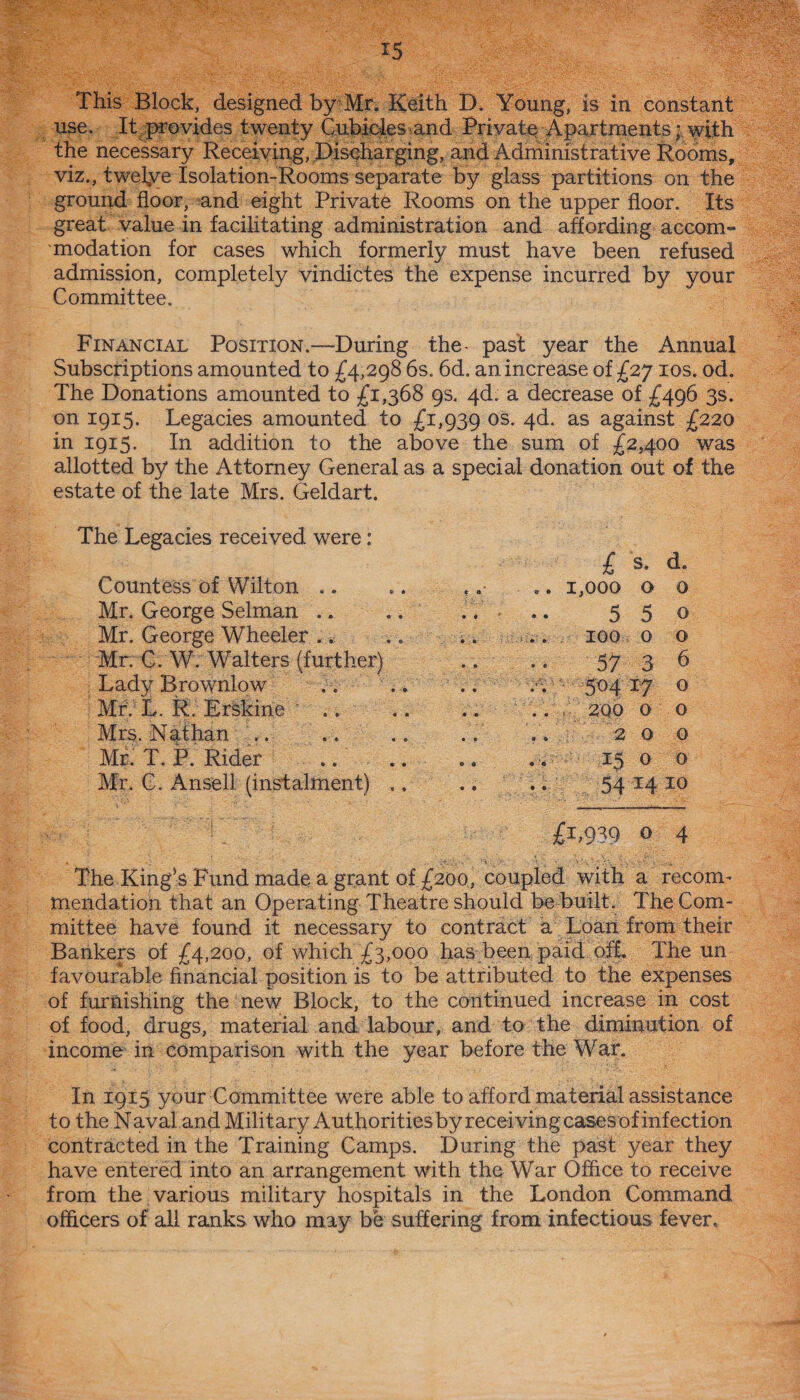 15
This Block, designed by Mr. Keith D. Young, is in constant
use. It provides twenty Cubicles and Private Apartments; with
the necessary Receiving, Discharging, and Administrative Rooms,
viz., twelve Isolation-Rooms separate by glass partitions on the
ground floor, and eight Private Rooms on the upper floor. Its
great value in facilitating administration and affording accom-
modation for cases which formerly must have been refused
admission, completely vindictes the expense incurred by your
Committee.
Financial Position.—During the past year the Annual
Subscriptions amounted to £4,298 6s. 6d. an increase of £27 10s. 0d.
The Donations amounted to £1,368 9s. 4d. a decrease of £496 3s.
on 1915. Legacies amounted to £1,939 0s. 4d. as against £220
in 1915. In addition to the above the sum of £2,400 was
allotted by the Attorney General as a special donation out of the
estate of the late Mrs. Geldart.
The Legacies received were:
£ s. d.
Countess of Wilton .. .. .. .. 1,000 0 0
Mr. George Selman .. .. .. .. 5 5 0
Mr. George Wheeler .. .. .. .. 100 0 0
Mr. C. W. Walters (further) .. .. 57 3 6
Lady Brownlow .. .. .. .. 504 17 0
Mr. L. R. Erskine .. .. .. .. 200 0 0
Mrs. Nathan .. .. .. .. .. 2 0 0
Mr. T. P. Rider .. .. .. .. 15 0 0
Mr. C. Ansell (instalment) .. .. .. 54 14 10
£1,939 0 4
The King's Fund made a grant of £200, coupled with a recom-
mendation that an Operating Theatre should be built. The Com-
mittee have found it necessary to contract a Loan from their
Bankers of £4,200, of which £3,000 has been paid off. The un
favourable financial position is to be attributed to the expenses
of furnishing the new Block, to the continued increase in cost
of food, drugs, material and labour, and to the diminution of
income in comparison with the year before the War.
In 1915 your Committee were able to afford material assistance
to the Naval and Military Authorities by receiving cases of infection
contracted in the Training Camps. During the past year they
have entered into an arrangement with the War Office to receive
from the various military hospitals in the London Command
officers of all ranks who may be suffering from infectious fever.